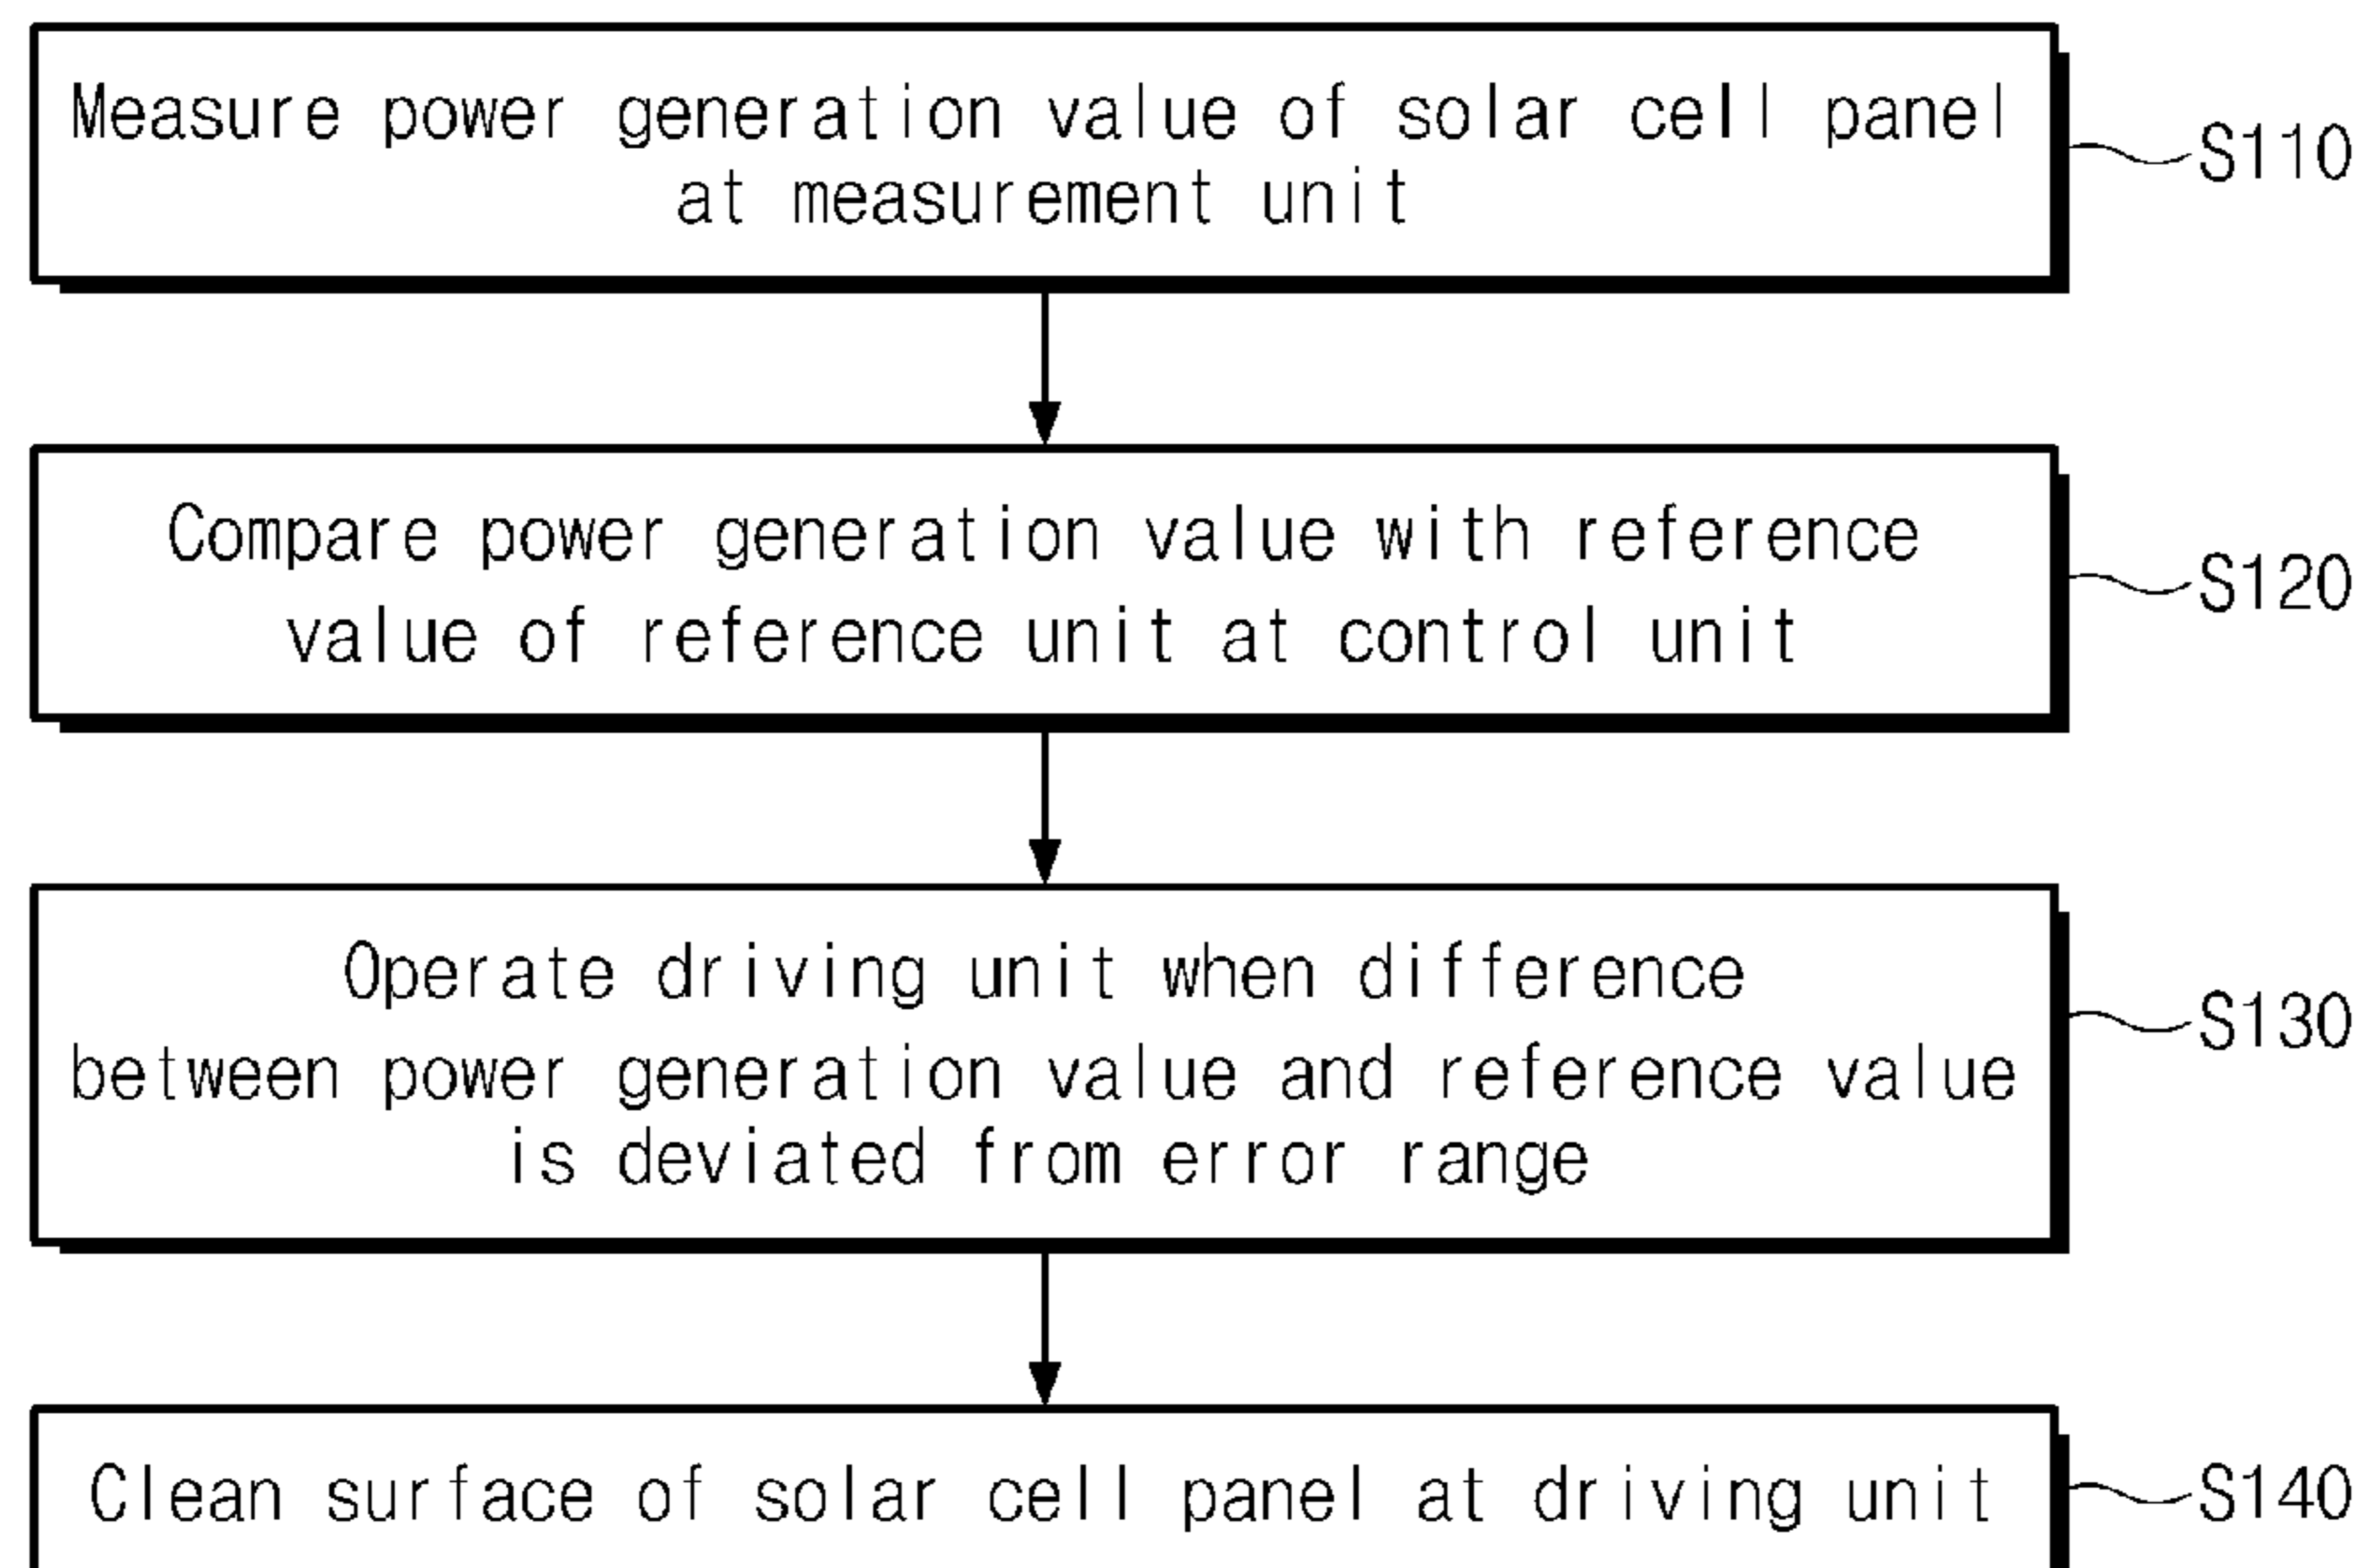 Measure power generation value of solar cell panel
at measurement unit
S110
Compare power generation value with reference
value of reference unit at control unit
S120
Operate driving unit when difference
between power generation value and reference value
is deviated from error range
S130
Clean surface of solar cell panel at driving unit
S140